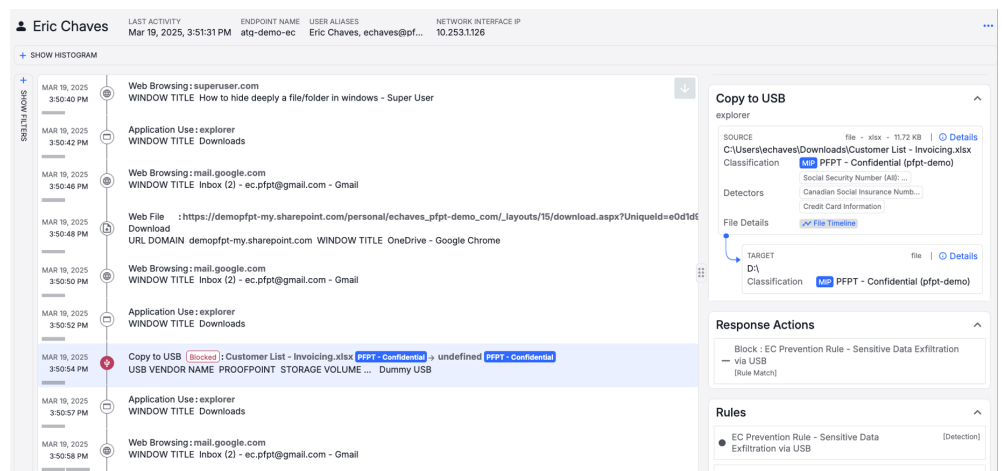 Eric Chaves
LAST ACTIVITY
Mar 19, 2025, 3:51:31 PM
ENDPOINT NAME
atg-demo-ec
USER ALIASES
Eric Chaves, echaves@pf...
NETWORK INTERFACE IP
10.253.1.126
+ SHOW HISTOGRAM
+ SHOW FILTERS
MAR 19, 2025
3:50:40 PM
Web Browsing: superuser.com
WINDOW TITLE How to hide deeply a file/folder in windows - Super User
MAR 19, 2025
3:50:42 PM
Application Use: explorer
WINDOW TITLE Downloads
MAR 19, 2025
3:50:46 PM
Web Browsing: mail.google.com
WINDOW TITLE Inbox (2) - ec.pfpt@gmail.com - Gmail
MAR 19, 2025
3:50:48 PM
Web File : https://demopfpt-my.sharepoint.com/personal/echaves_pfpt-demo_com/_layouts/15/download.aspx?UniqueId=e0d1d9
Download
URL DOMAIN demopfpt-my.sharepoint.com WINDOW TITLE OneDrive - Google Chrome
MAR 19, 2025
3:50:50 PM
Web Browsing: mail.google.com
WINDOW TITLE Inbox (2) - ec.pfpt@gmail.com - Gmail
MAR 19, 2025
3:50:52 PM
Application Use: explorer
WINDOW TITLE Downloads
MAR 19, 2025
3:50:54 PM
Copy to USB Blocked : Customer List - Invoicing.xlsx PFPT - Confidential → undefined PFPT - Confidential
USB VENDOR NAME PROOFPOINT STORAGE VOLUME ... Dummy USB
MAR 19, 2025
3:50:57 PM
Application Use: explorer
WINDOW TITLE Downloads
MAR 19, 2025
3:50:58 PM
Web Browsing: mail.google.com
WINDOW TITLE Inbox (2) - ec.pfpt@gmail.com - Gmail
Copy to USB
explorer
SOURCE file - xlsx - 11.72 KB | Details
C:\Users\echaves\Downloads\Customer List - Invoicing.xlsx
Classification MIP PFPT - Confidential (pfpt-demo)
Social Security Number (All): ...
Detectors Canadian Social Insurance Numb...
Credit Card Information
File Details File Timeline
TARGET file | Details
D:\
Classification MIP PFPT - Confidential (pfpt-demo)
Response Actions
Block : EC Prevention Rule - Sensitive Data Exfiltration
via USB
[Rule Match]
Rules
EC Prevention Rule - Sensitive Data [Detection]
Exfiltration via USB